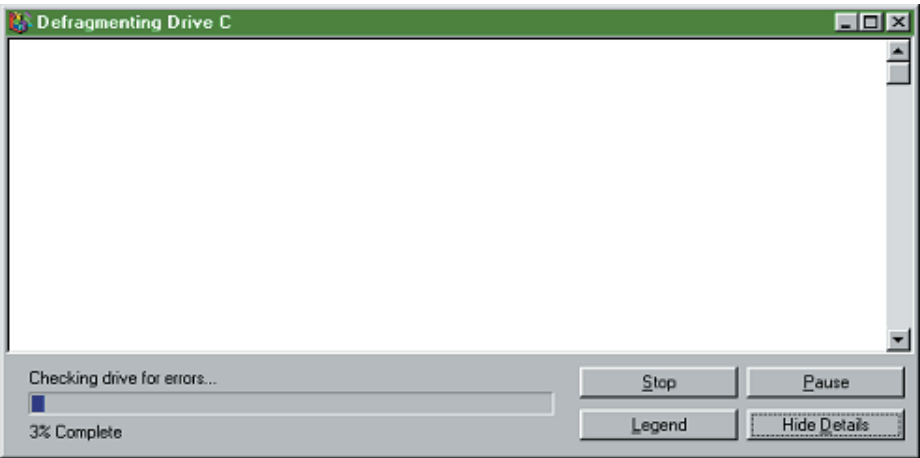 Defragmenting Drive C
Checking drive for errors...
3% Complete
Stop
Pause
Legend
Hide Details